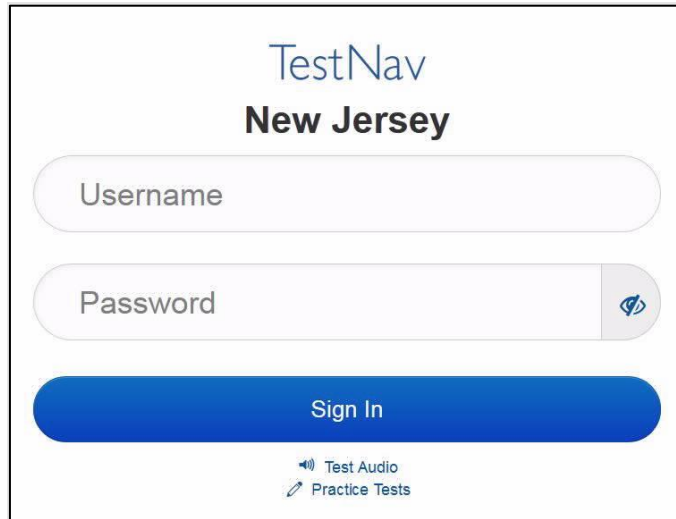 TestNav
New Jersey
Username
Password
Sign In
Test Audio
Practice Tests